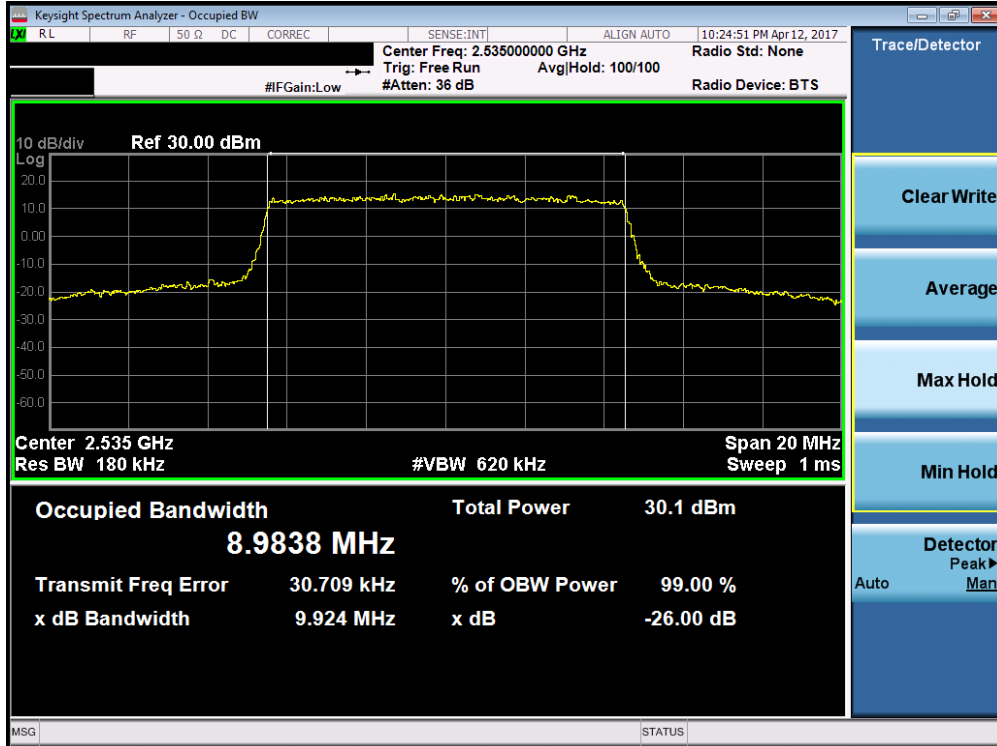 Keysight Spectrum Analyzer - Occupied BW
LXI RL RF 50 Ω DC CORREC SENSE:INT ALIGN AUTO 10:24:51 PM Apr 12, 2017
Center Freq: 2.535000000 GHz Radio Std: None
Trig: Free Run Avg|Hold: 100/100
#IFGain:Low #Atten: 36 dB Radio Device: BTS
10 dB/div Ref 30.00 dBm
Log
20.0
10.0
0.00
-10.0
-20.0
-30.0
-40.0
-50.0
-60.0
Center 2.535 GHz Span 20 MHz
Res BW 180 kHz #VBW 620 kHz Sweep 1 ms
Occupied Bandwidth Total Power 30.1 dBm
8.9838 MHz
Transmit Freq Error 30.709 kHz % of OBW Power 99.00 %
x dB Bandwidth 9.924 MHz x dB -26.00 dB
MSG STATUS
Trace/Detector
Clear Write
Average
Max Hold
Min Hold
Detector
Peak▶
Auto Man